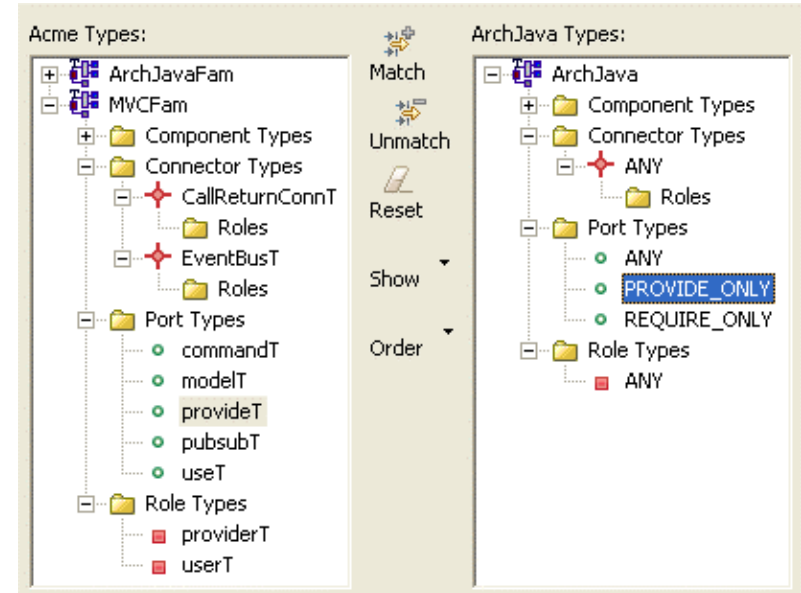 Acme Types:
ArchJavaFam
MVCFam
Component Types
Connector Types
CallReturnConnT
Roles
EventBusT
Roles
Port Types
commandT
modelT
provideT
pubsubT
useT
Role Types
providerT
userT
Match
Unmatch
Reset
Show
Order
ArchJava Types:
ArchJava
Component Types
Connector Types
ANY
Roles
Port Types
ANY
PROVIDE_ONLY
REQUIRE_ONLY
Role Types
ANY